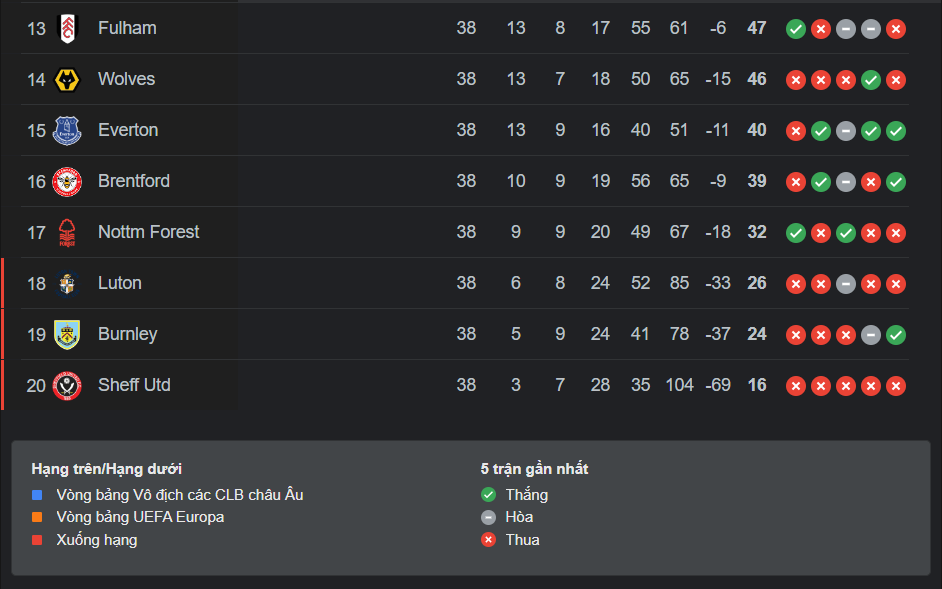 13 Fulham 38 13 8 17 55 61 -6 47
14 Wolves 38 13 7 18 50 65 -15 46
15 Everton 38 13 9 16 40 51 -11 40
16 Brentford 38 10 9 19 56 65 -9 39
17 Nottm Forest 38 9 9 20 49 67 -18 32
18 Luton 38 6 8 24 52 85 -33 26
19 Burnley 38 5 9 24 41 78 -37 24
20 Sheff Utd 38 3 7 28 35 104 -69 16
Hạng trên/Hạng dưới
Vòng bảng Vô địch các CLB châu Âu
Vòng bảng UEFA Europa
Xuống hạng
5 trận gần nhất
Thắng
Hòa
Thua